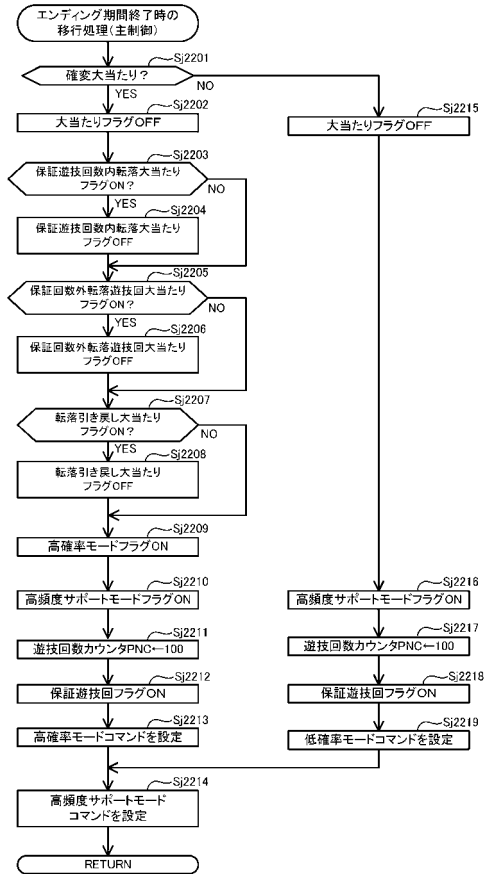 エンディング期間終了時の
移行処理(主制御)
Sj2201
確変大当たり？
NO
YES
Sj2202
大当たりフラグOFF
Sj2215
大当たりフラグOFF
Sj2203
保証遊技回数内転落大当たり
フラグON？
NO
YES
Sj2204
保証遊技回数内転落大当たり
フラグOFF
Sj2205
保証回数外転落遊技回大当たり
フラグON？
NO
YES
Sj2206
保証回数外転落遊技回大当たり
フラグOFF
Sj2207
転落引き戻し大当たり
フラグON？
NO
YES
Sj2208
転落引き戻し大当たり
フラグOFF
Sj2209
高確率モードフラグON
Sj2210
高頻度サポートモードフラグON
Sj2216
高頻度サポートモードフラグON
Sj2211
遊技回数カウンタPNC←100
Sj2217
遊技回数カウンタPNC←100
Sj2212
保証遊技回フラグON
Sj2218
保証遊技回フラグON
Sj2213
高確率モードコマンドを設定
Sj2219
低確率モードコマンドを設定
Sj2214
高頻度サポートモード
コマンドを設定
RETURN